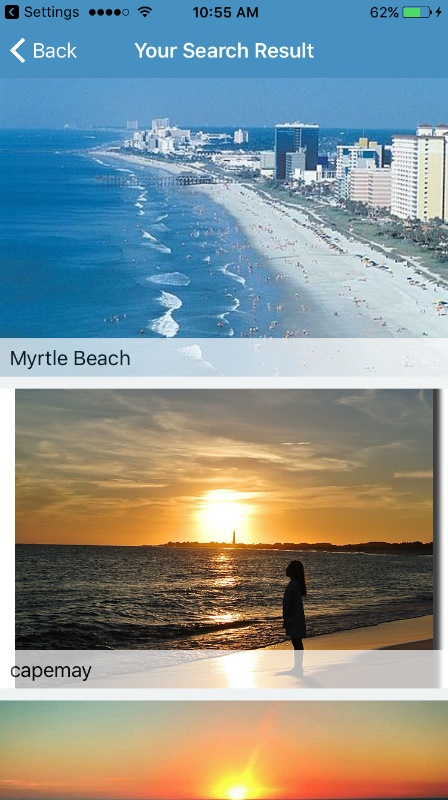 Settings
10:55 AM
62%
Back
Your Search Result
Myrtle Beach
capemay